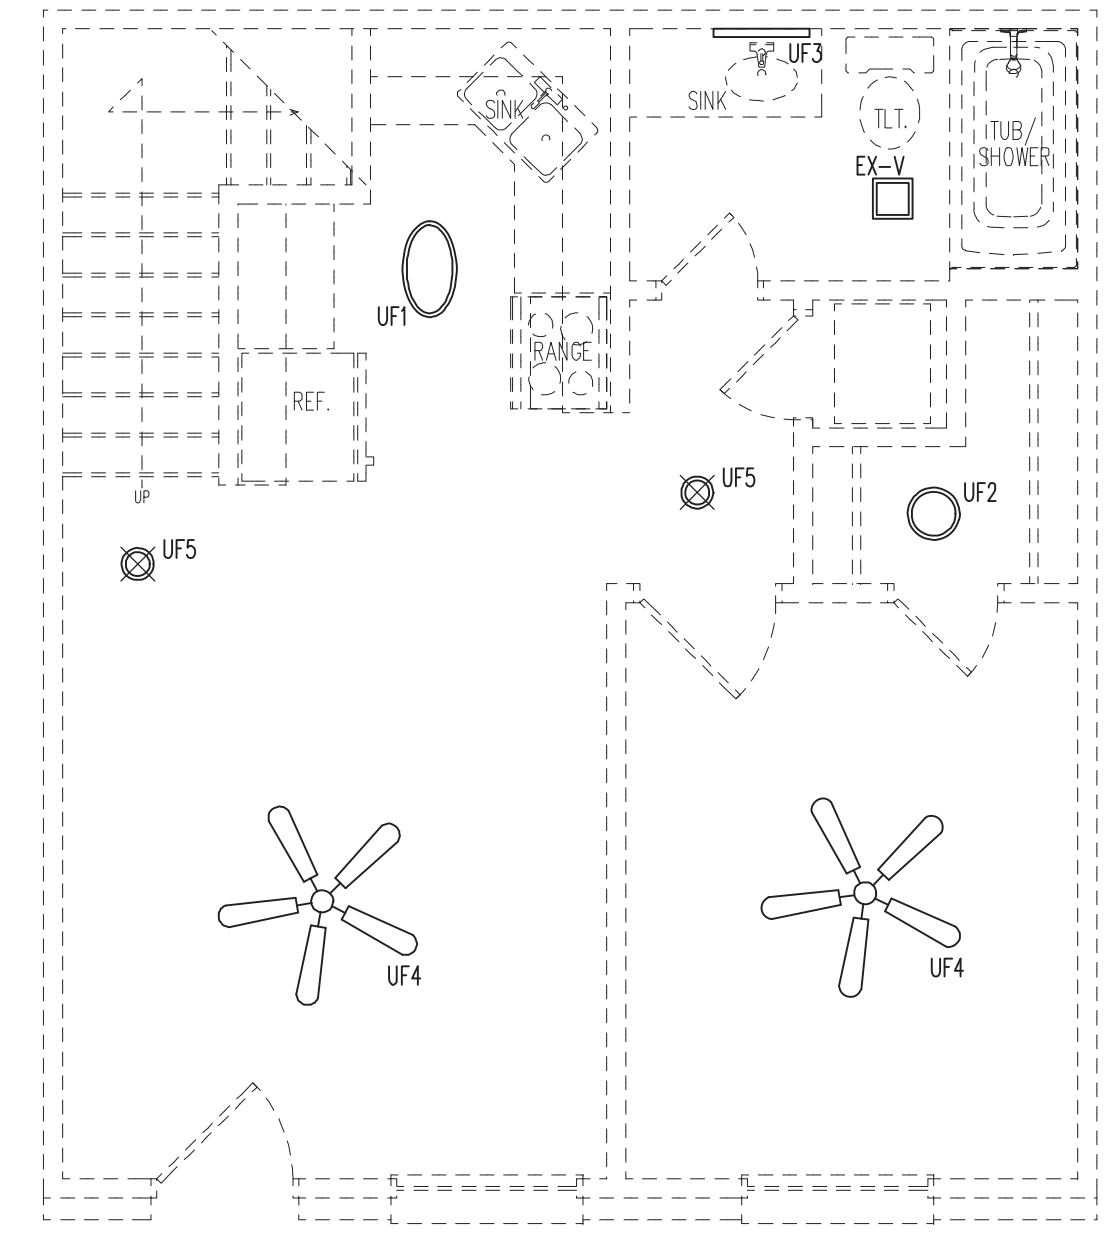 UF3
SINK
SINK
TLT.
TUB/
SHOWER
EX-V
UF1
RANGE
REF.
UF5
UF2
UP
UF5
UF4
UF4